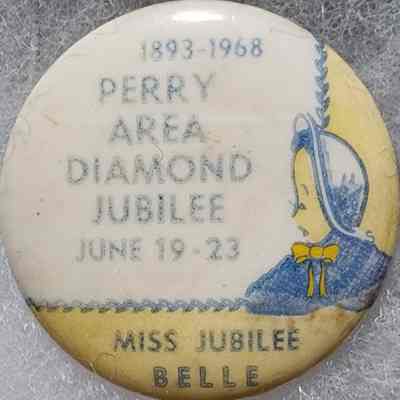 1893-1968
PERRY
AREA
DIAMOND
JUBILEE
JUNE 19-23
MISS JUBILEE
BELLE